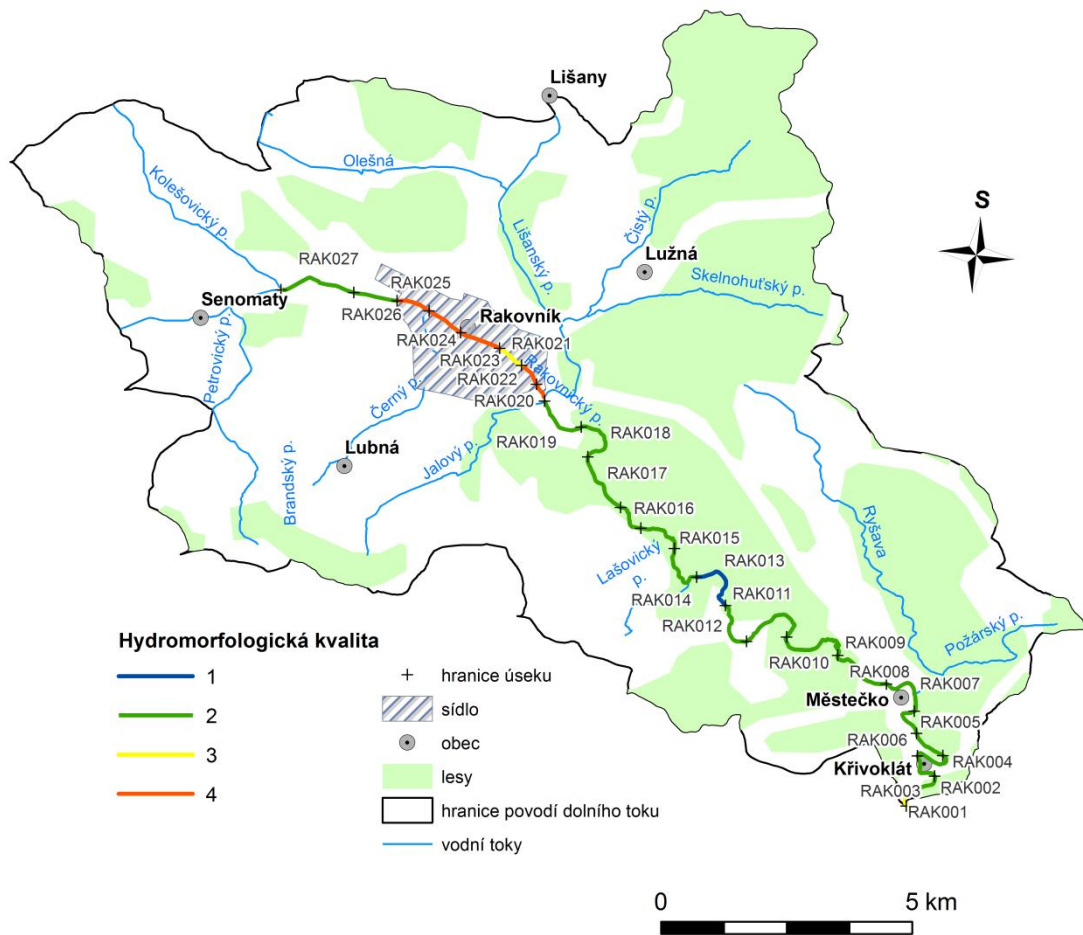 Lišany
Olešná
Kolešovický p.
Lišanský p.
Čistý p.
S
Lužná
Skelnohuťský p.
RAK027
RAK025
Senomaty
RAK026
Rakovník
RAK024
RAK021
RAK023
Rakovnický p.
RAK022
Petrovický p.
Černý p.
RAK020
RAK019
RAK018
Lubná
Jalový p.
Brandský p.
RAK017
RAK016
Ryšava
RAK015
Lašovický
p.
RAK013
RAK014
RAK011
RAK012
Požárský p.
RAK009
RAK010
RAK008
RAK007
Městečko
RAK005
RAK006
Křivoklát
RAK004
RAK003
RAK002
RAK001
Hydromorfologická kvalita
1
2
3
4
hranice úseku
sídlo
obec
lesy
hranice povodí dolního toku
vodní toky
0
5 km